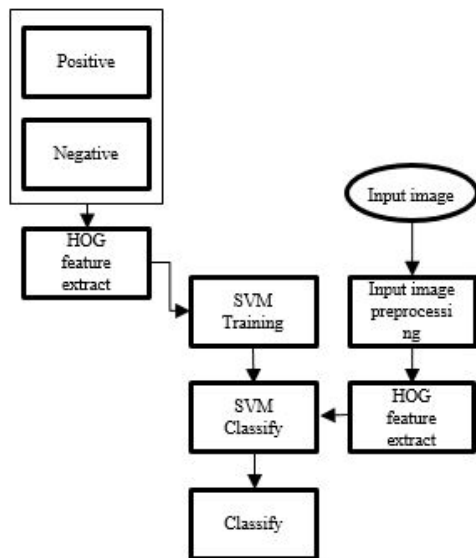 Positive
Negative
HOG
feature
extract
SVM
Training
SVM
Classify
Classify
Input image
Input image
preprocessi
ng
HOG
feature
extract